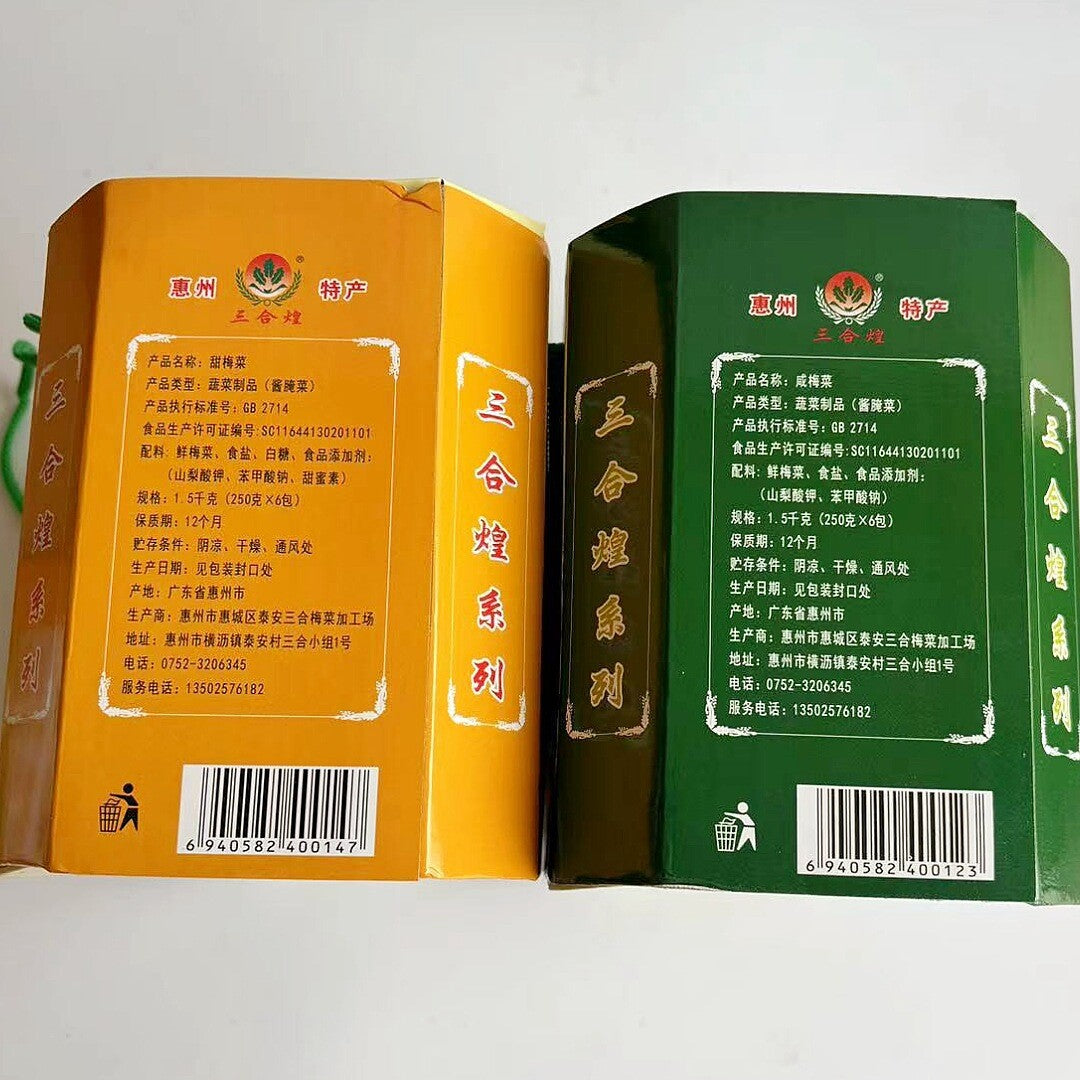 惠州 特产
三合煌
产品名称：甜梅菜
产品类型：蔬菜制品（酱腌菜）
产品执行标准号：GB 2714
食品生产许可证编号:SC11644130201101
配料：鲜梅菜、食盐、白糖、食品添加剂：
（山梨酸钾、苯甲酸钠、甜蜜素）
规格：1.5千克（250克×6包）
保质期：12个月
贮存条件：阴凉、干燥、通风处
生产日期：见包装封口处
产地：广东省惠州市
生产商：惠州市惠城区泰安三合梅菜加工场
地址：惠州市横沥镇泰安村三合小组1号
电话：0752-3206345
服务电话：13502576182
6 940582 400147
三合煌系列
三合煌系列
惠州 特产
三合煌
产品名称：咸梅菜
产品类型：蔬菜制品（酱腌菜）
产品执行标准号：GB 2714
食品生产许可证编号:SC11644130201101
配料：鲜梅菜、食盐、食品添加剂：
（山梨酸钾、苯甲酸钠）
规格：1.5千克（250克×6包）
保质期：12个月
贮存条件：阴凉、干燥、通风处
生产日期：见包装封口处
产地：广东省惠州市
生产商：惠州市惠城区泰安三合梅菜加工场
地址：惠州市横沥镇泰安村三合小组1号
电话：0752-3206345
服务电话：13502576182
6 940582 400123
三合煌系列
三合煌系列